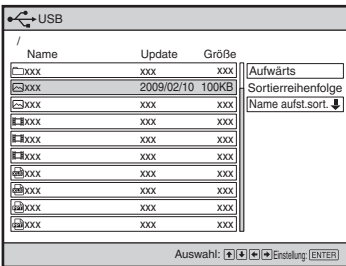 USB
/
Name Update Größe
xxx xxx xxx
xxx 2009/02/10 100KB
xxx xxx xxx
xxx xxx xxx
xxx xxx xxx
xxx xxx xxx
xxx xxx xxx
xxx xxx xxx
xxx xxx xxx
xxx xxx xxx
Aufwärts
Sortierreihenfolge
Name aufst.sort.
Auswahl: Einstellung: ENTER